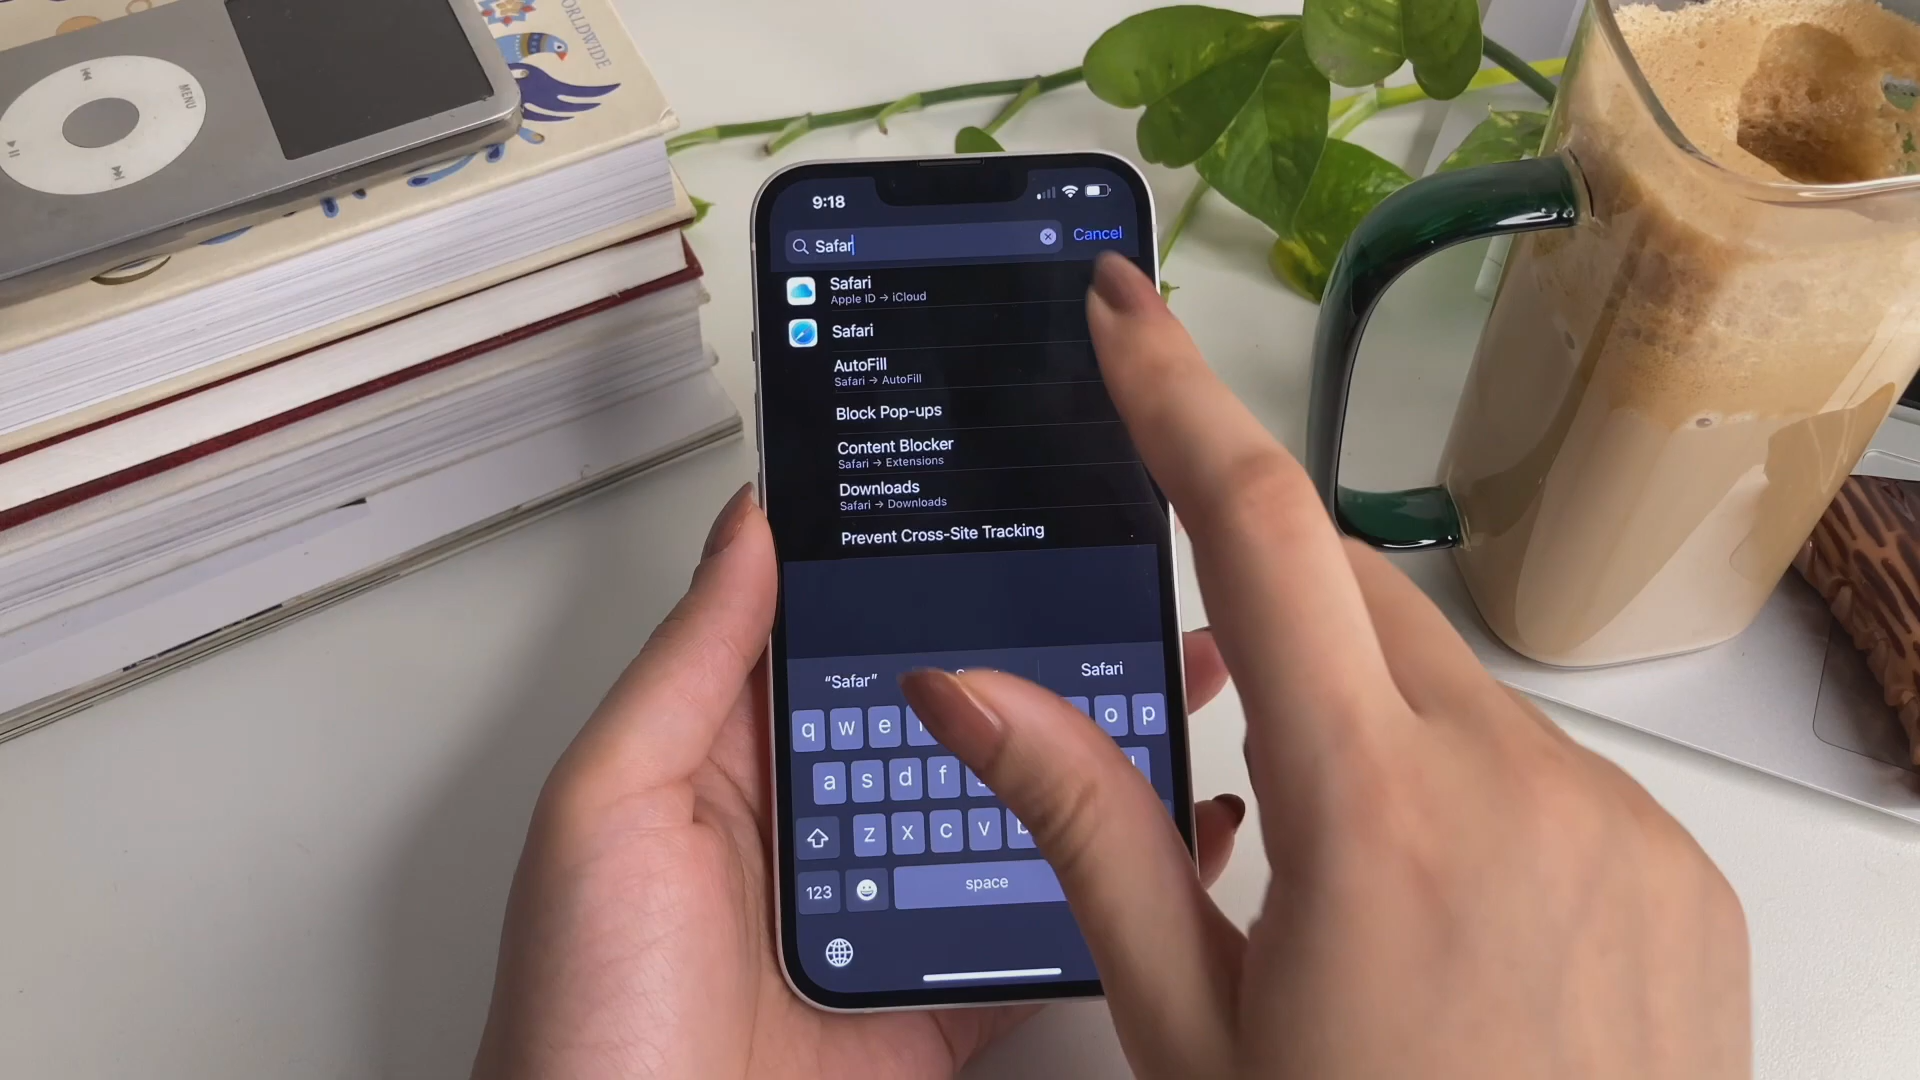 WORLDWIDE
MENU
9:18
Safar
Cancel
Safari
Apple ID → iCloud
Safari
AutoFill
Safari → AutoFill
Block Pop-ups
Content Blocker
Safari → Extensions
Downloads
Safari → Downloads
Prevent Cross-Site Tracking
“Safar”
Safari
q w e o p
a s d f
z x c v b
123
space